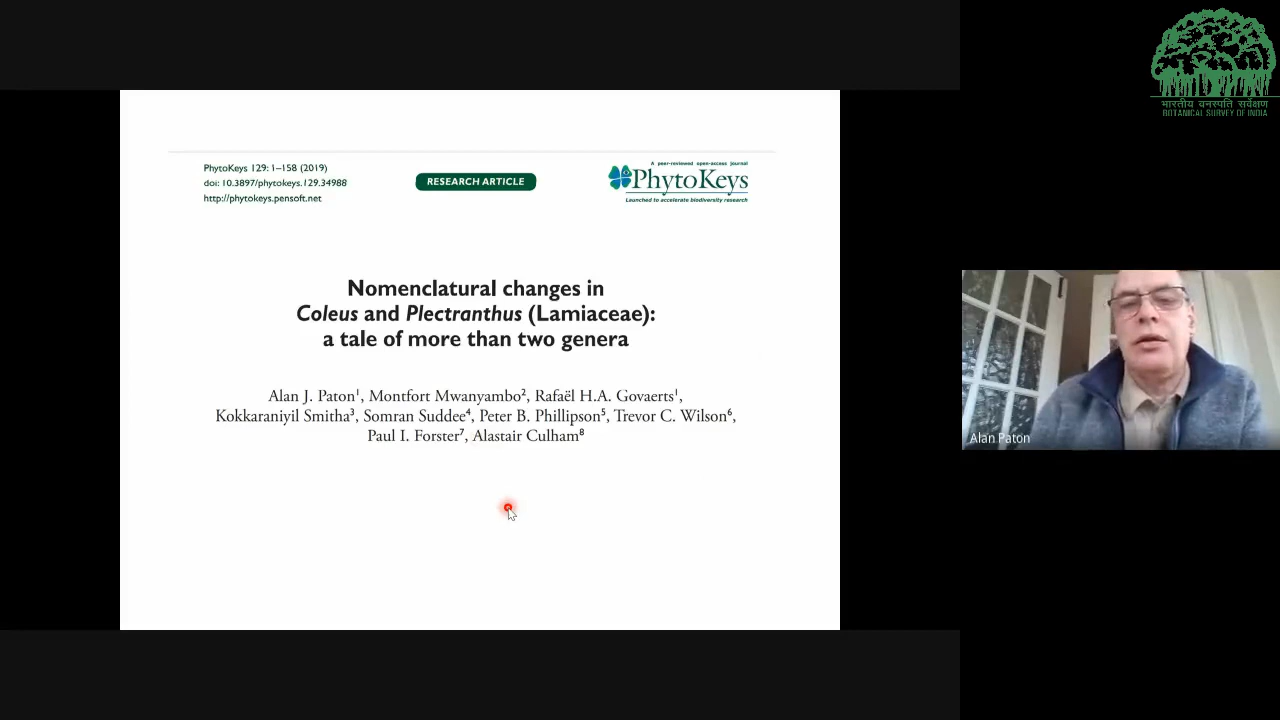 भारतीय वनस्पति सर्वेक्षण
BOTANICAL SURVEY OF INDIA
PhytoKeys 129: 1–158 (2019)
doi: 10.3897/phytokeys.129.34988
http://phytokeys.pensoft.net
RESEARCH ARTICLE
A peer-reviewed open-access journal
PhytoKeys
Launched to accelerate biodiversity research
Nomenclatural changes in
Coleus and Plectranthus (Lamiaceae):
a tale of more than two genera
Alan J. Paton¹, Montfort Mwanyambo², Rafaël H.A. Govaerts¹,
Kokkaraniyil Smitha³, Somran Suddee⁴, Peter B. Phillipson⁵, Trevor C. Wilson⁶,
Paul I. Forster⁷, Alastair Culham⁸
Alan Paton